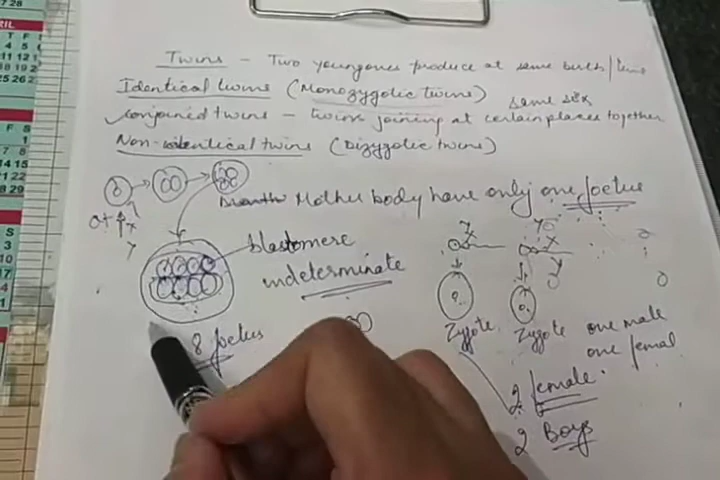 Twins - Two youngones produce at same birth/time
Identical twins (Monozygotic twins)
same sex
conjoined twins - twins joining at certain places together
Non-identical twins (Dizygotic twins)
Mother body have only one foetus
blastomere
indeterminate
8 foetus
Zygote
Zygote
one male
one femal
2 female
2 Boys